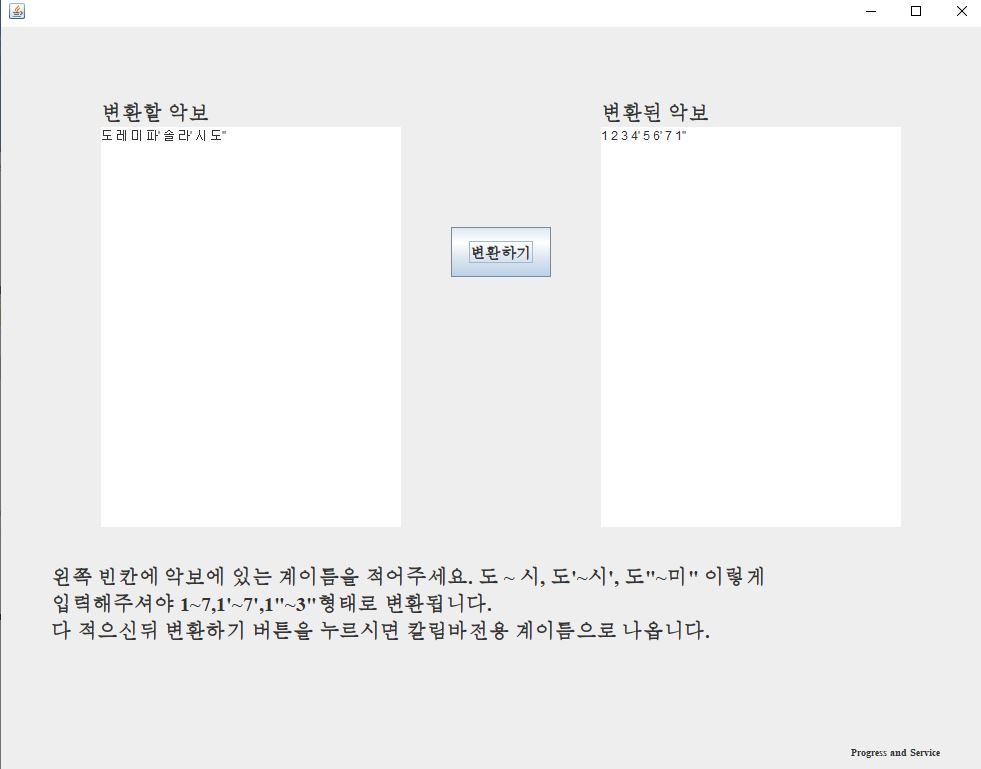 변환할 악보
변환된 악보
도 레 미 파' 솔 라' 시 도"
1 2 3 4' 5 6' 7 1"
변환하기
왼쪽 빈칸에 악보에 있는 계이름을 적어주세요. 도 ~ 시, 도'~시', 도"~미" 이렇게
입력해주셔야 1~7,1'~7',1"~3"형태로 변환됩니다.
다 적으신뒤 변환하기 버튼을 누르시면 칼림바전용 계이름으로 나옵니다.
Progress and Service